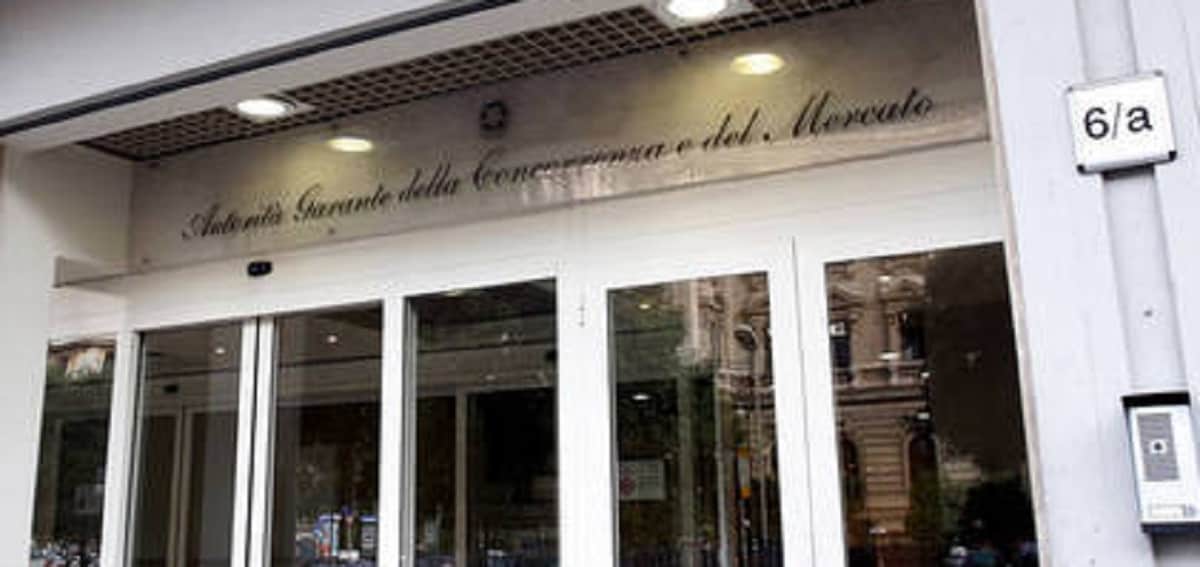 Autorità Garante della Concorrenza e del Mercato
6/a